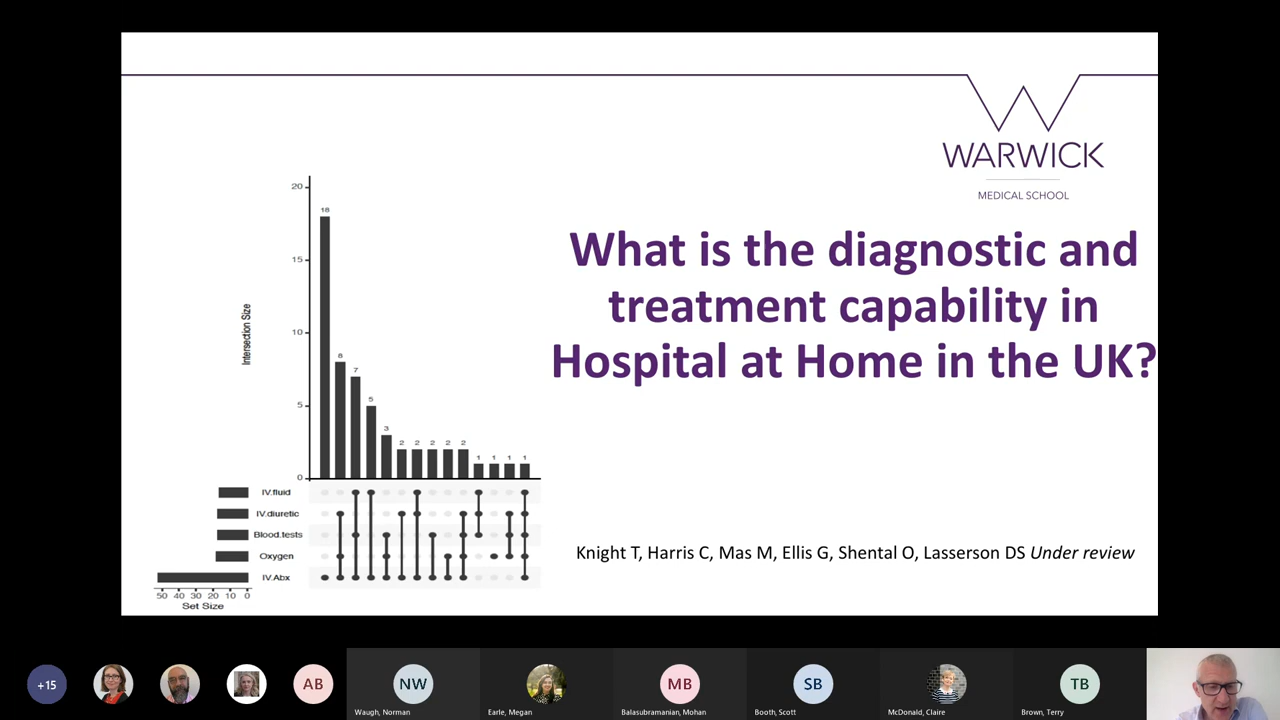 WARWICK
MEDICAL SCHOOL
What is the diagnostic and
treatment capability in
Hospital at Home in the UK?
Knight T, Harris C, Mas M, Ellis G, Shental O, Lasserson DS Under review
Intersection Size
20
15
10
5
0
18
8
7
5
3
2
2
2
2
2
1
1
1
1
IV.fluid
IV.diuretic
Blood.tests
Oxygen
IV.Abx
50 40 30 20 10 0
Set Size
+15
AB
NW
MB
SB
TB
Waugh, Norman
Earle, Megan
Balasubramanian, Mohan
Booth, Scott
McDonald, Claire
Brown, Terry